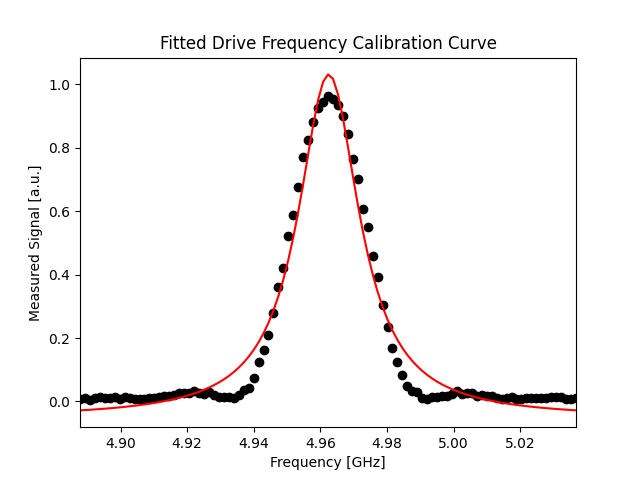 Fitted Drive Frequency Calibration Curve
Measured Signal [a.u.]
1.0
0.8
0.6
0.4
0.2
0.0
4.90 4.92 4.94 4.96 4.98 5.00 5.02
Frequency [GHz]